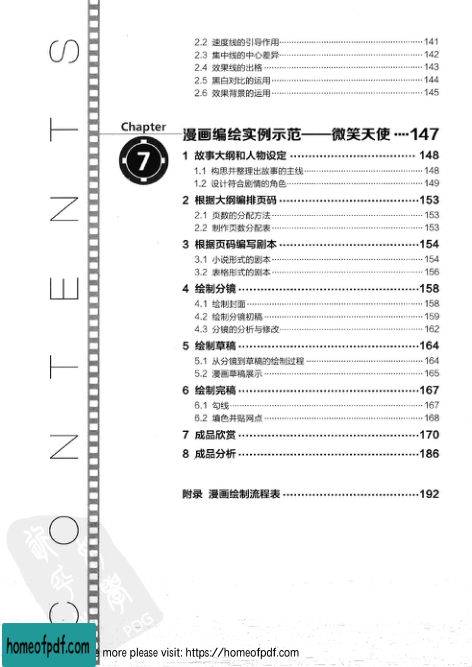 2.2 速度线的引导作用 141
2.3 集中线的中心差异 142
2.4 效果线的出格 143
2.5 黑白对比的运用 144
2.6 效果背景的运用 145
Chapter
7
漫画编绘实例示范——微笑天使 147
1 故事大纲和人物设定 148
1.1 构思并整理出故事的主线 148
1.2 设计符合剧情的角色 149
2 根据大纲编排页码 153
2.1 页数的分配方法 153
2.2 制作页数分配表 153
3 根据页码编写剧本 154
3.1 小说形式的剧本 154
3.2 表格形式的剧本 156
4 绘制分镜 158
4.1 绘制封面 158
4.2 绘制分镜初稿 159
4.3 分镜的分析与修改 162
5 绘制草稿 164
5.1 从分镜到草稿的绘制过程 164
5.2 漫画草稿展示 165
6 绘制完稿 167
6.1 勾线 167
6.2 填色并贴网点 168
7 成品欣赏 170
8 成品分析 186
附录 漫画绘制流程表 192
CONTENTS
PSG
homeofpdf.com
more please visit: https://homeofpdf.com